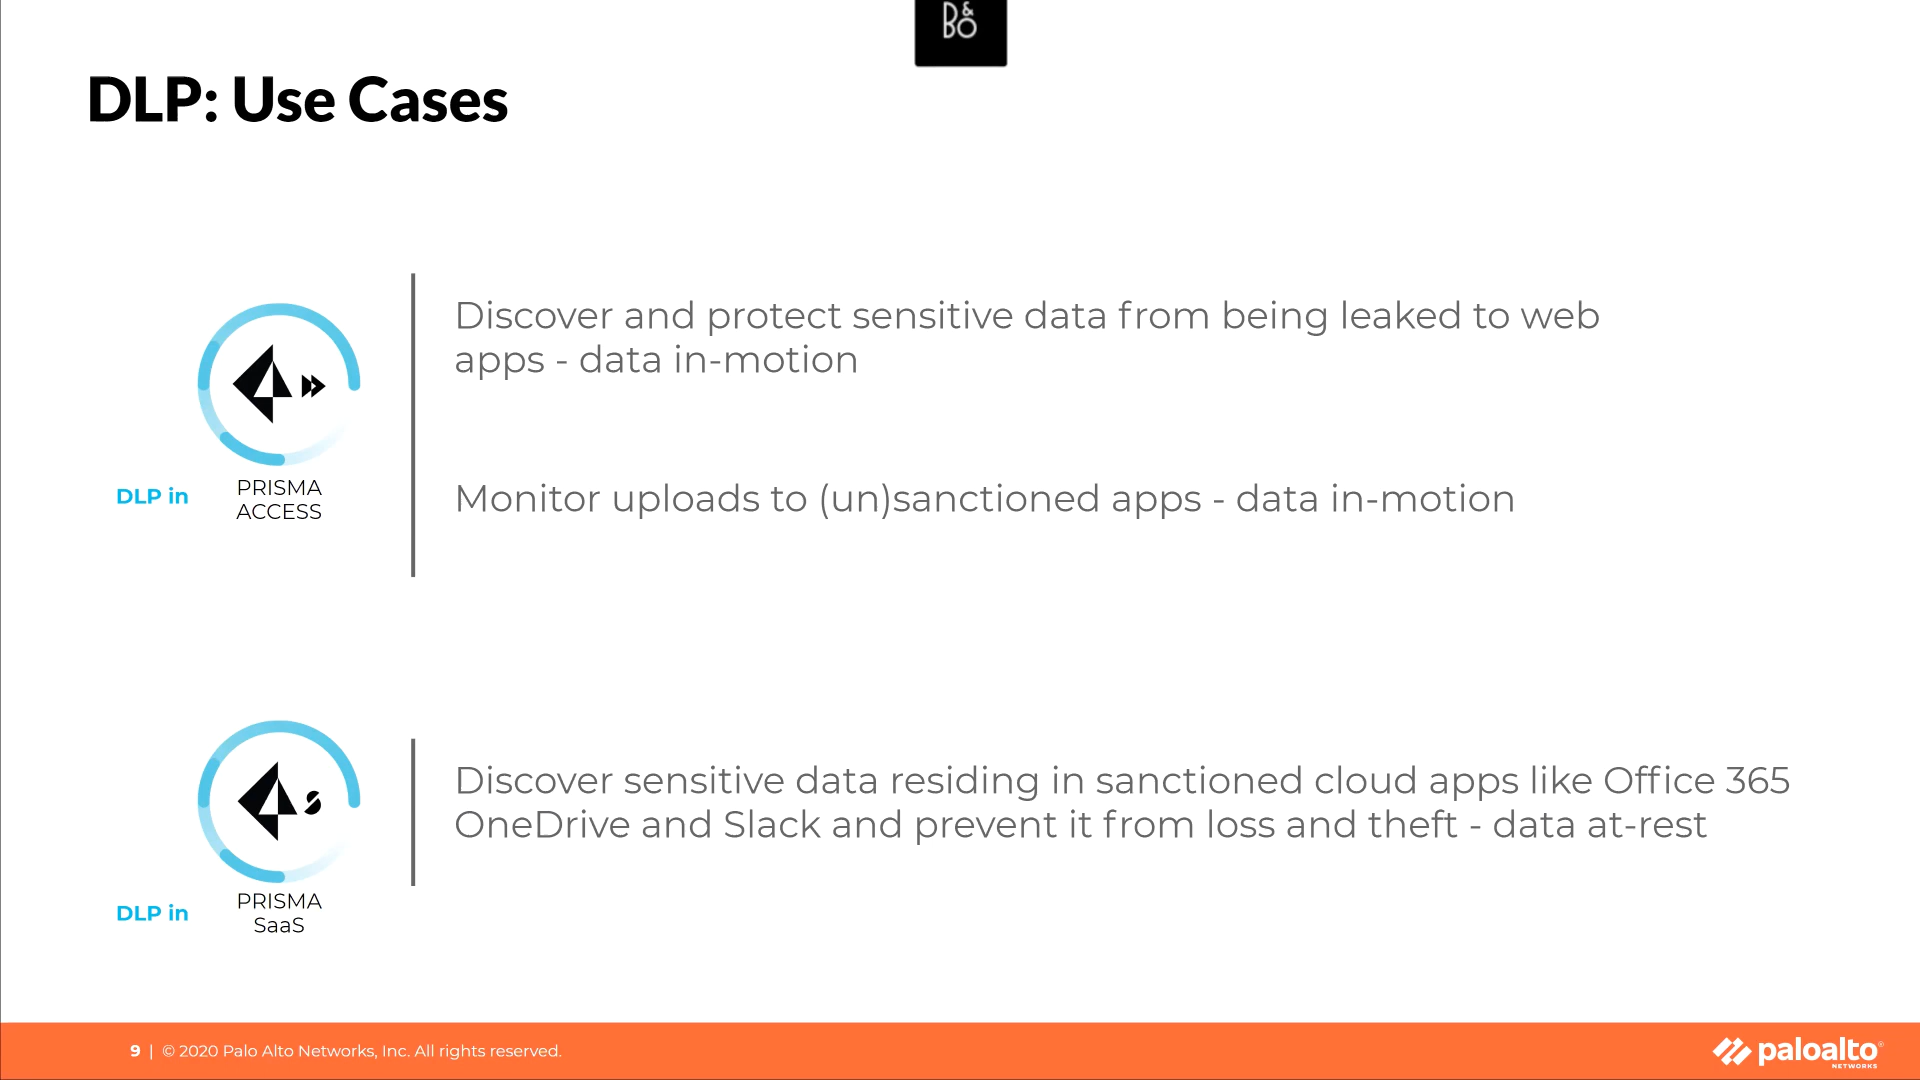 B&O
DLP: Use Cases
Discover and protect sensitive data from being leaked to web
apps - data in-motion
Monitor uploads to (un)sanctioned apps - data in-motion
DLP in
PRISMA
ACCESS
Discover sensitive data residing in sanctioned cloud apps like Office 365
OneDrive and Slack and prevent it from loss and theft - data at-rest
S
DLP in
PRISMA
SaaS
9 | © 2020 Palo Alto Networks, Inc. All rights reserved.
paloalto®
NETWORKS